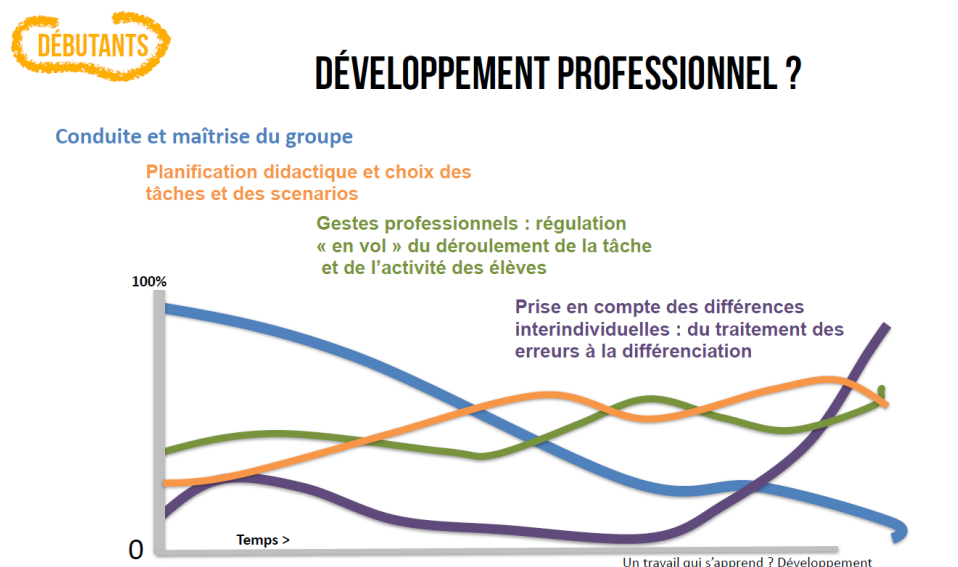 DÉBUTANTS
DÉVELOPPEMENT PROFESSIONNEL ?
Conduite et maîtrise du groupe
Planification didactique et choix des
tâches et des scenarios
Gestes professionnels : régulation
« en vol » du déroulement de la tâche
et de l’activité des élèves
100%
Prise en compte des différences
interindividuelles : du traitement des
erreurs à la différenciation
0
Temps >
Un travail qui s’apprend ? Développement